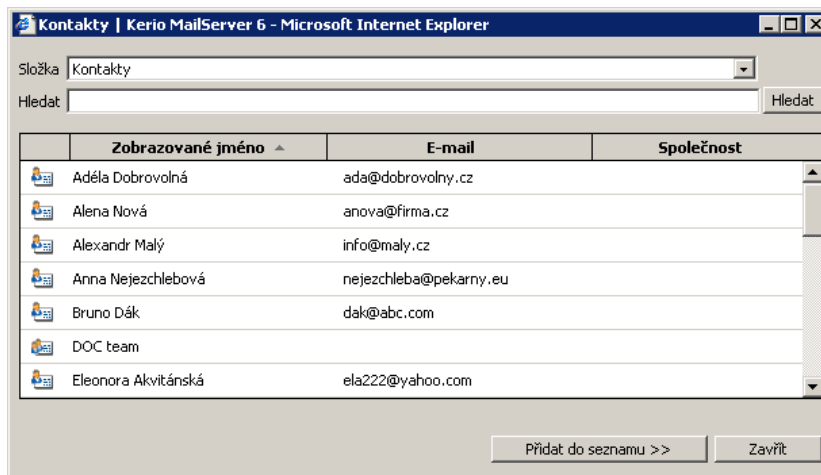 Kontakty | Kerio MailServer 6 - Microsoft Internet Explorer
Složka Kontakty
Hledat Hledat
Zobrazované jméno E-mail Společnost
Adéla Dobrovolná ada@dobrovolny.cz
Alena Nová anova@firma.cz
Alexandr Malý info@maly.cz
Anna Nejezchlebová nejezchleba@pekarny.eu
Bruno Dák dak@abc.com
DOC team
Eleonora Akvitánská ela222@yahoo.com
Přidat do seznamu >> Zavřít